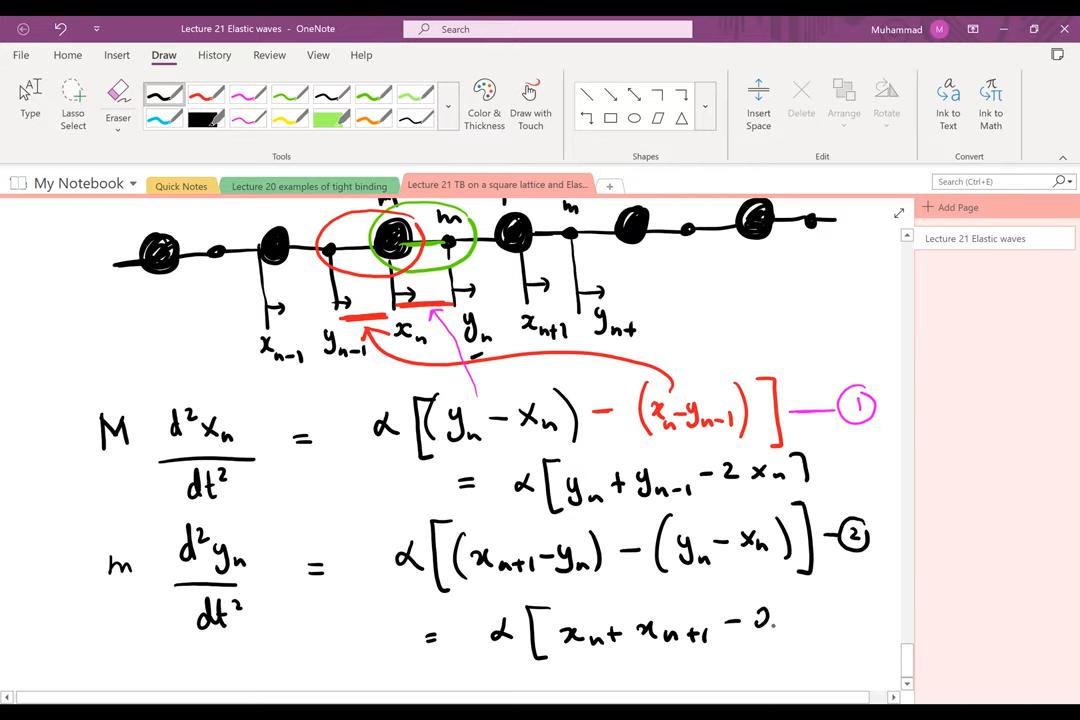 Lecture 21 Elastic waves - OneNote
Search
Muhammad M
File Home Insert Draw History Review View Help
Type
Lasso Select
Eraser
Color & Thickness
Draw with Touch
Insert Space
Delete
Arrange
Rotate
Ink to Text
Ink to Math
Tools
Shapes
Edit
Convert
My Notebook
Quick Notes
Lecture 20 examples of tight binding
Lecture 21 TB on a square lattice and Elas...
Search (Ctrl+E)
Add Page
Lecture 21 Elastic waves
m m
x_{n-1} y_{n-1} x_n y_n x_{n+1} y_{n+}
M d²x_n/dt² = α[(y_n - x_n) - (x_n - y_{n-1})] — ①
= α[y_n + y_{n-1} - 2x_n]
m d²y_n/dt² = α[(x_{n+1} - y_n) - (y_n - x_n)] — ②
= α[x_n + x_{n+1} -